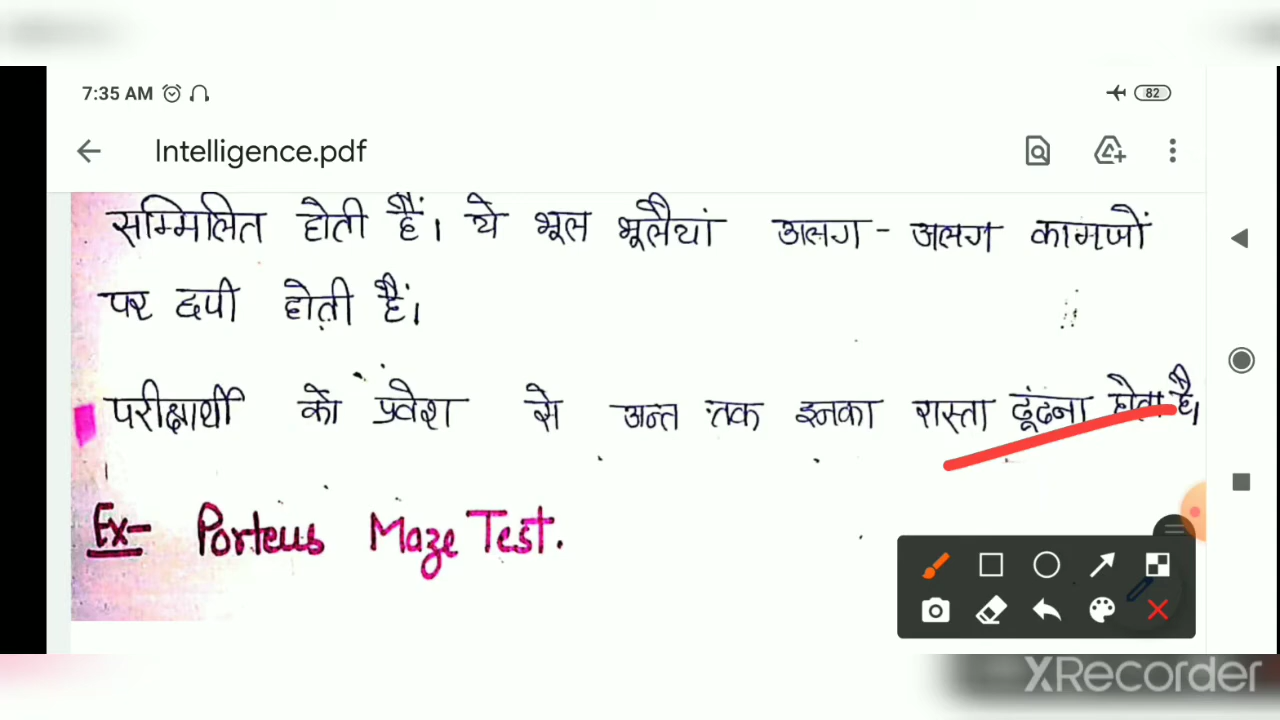 7:35 AM
82
Intelligence.pdf
सम्मिलित होती हैं। ये भूल भूलैयां अलग - अलग कागजों
पर छपी होती हैं।
परीक्षार्थी को प्रवेश से अन्त तक इनका रास्ता ढूंढना होता है।
Ex- Porteus Maze Test.
XRecorder